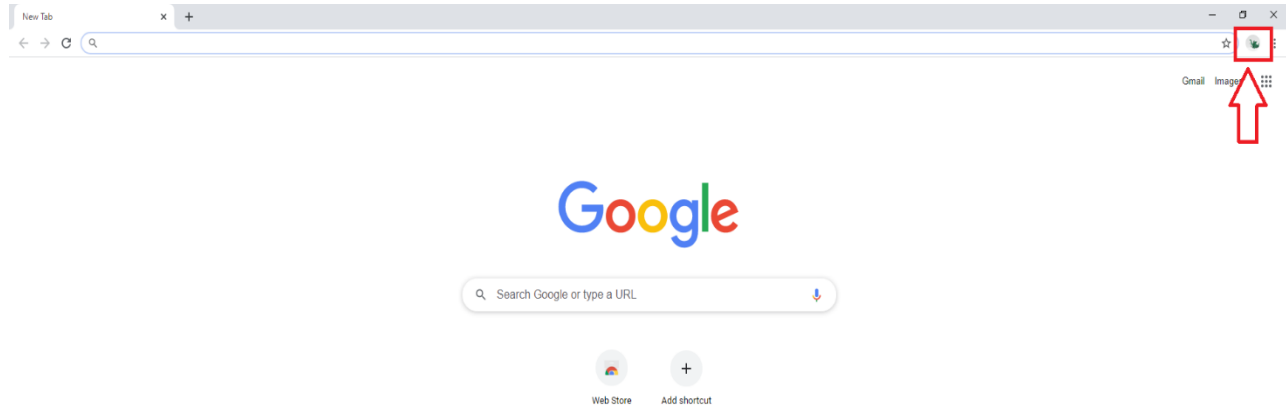 New Tab
Gmail Images
Google
Search Google or type a URL
Web Store Add shortcut